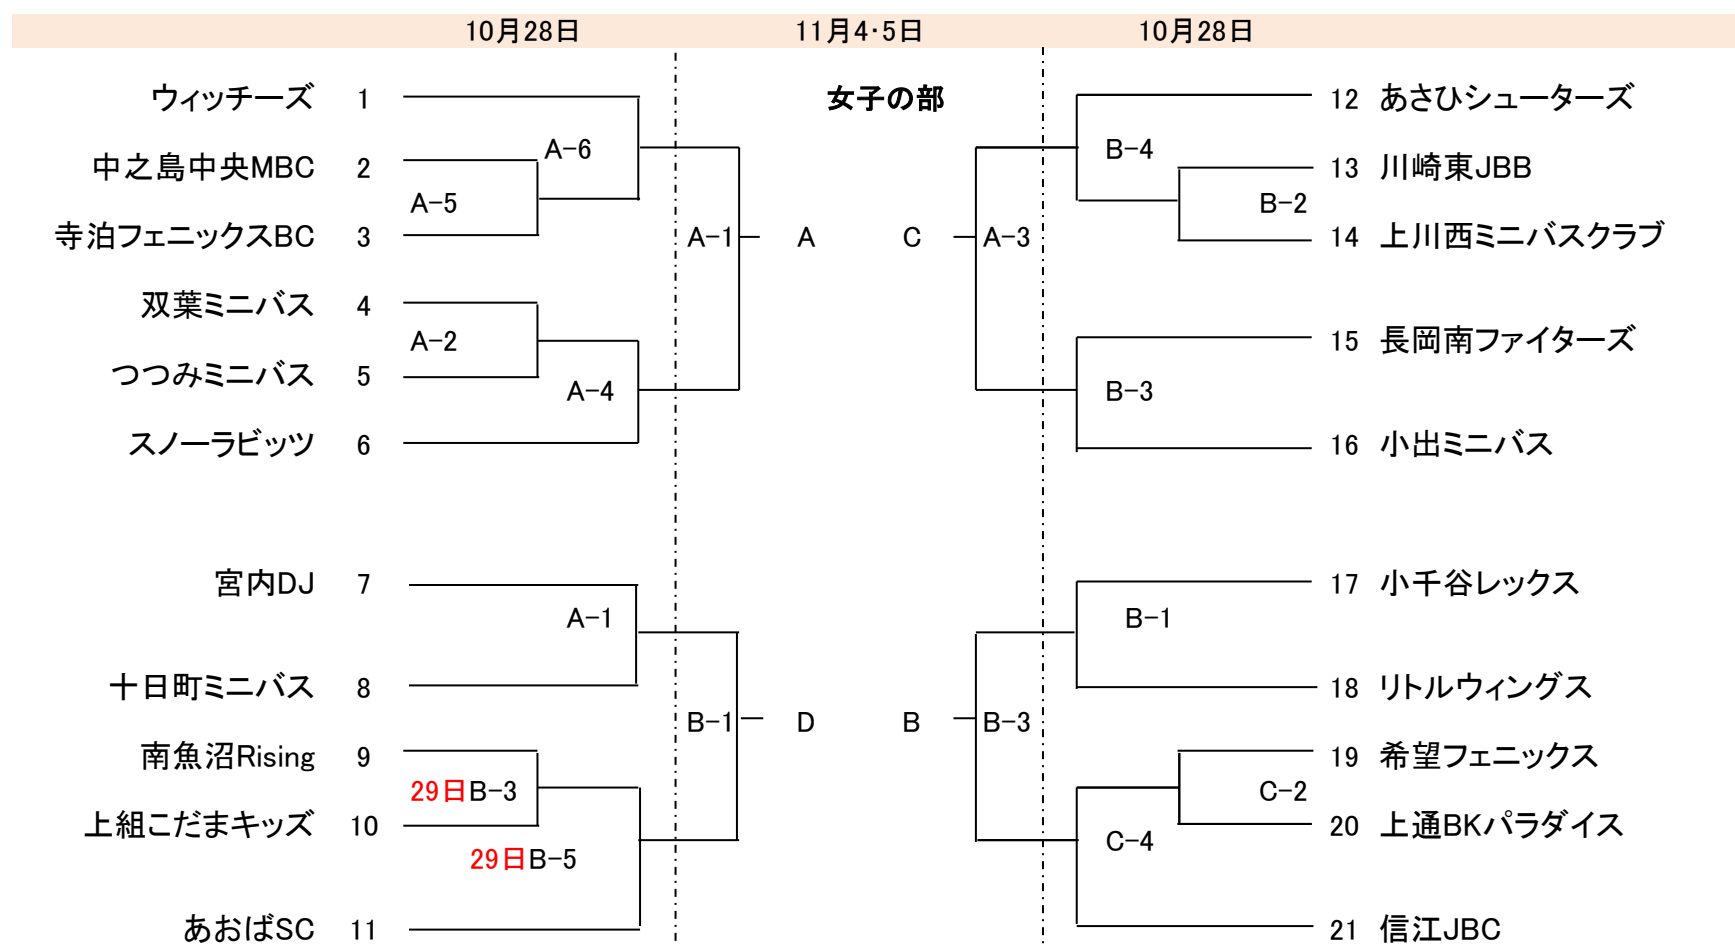 10月28日 11月4・5日 10月28日
女子の部
ウィッチーズ 1
A-6
中之島中央MBC 2
A-5
寺泊フェニックスBC 3
A-1 A
双葉ミニバス 4
A-2
つつみミニバス 5
A-4
スノーラビッツ 6
宮内DJ 7
A-1
十日町ミニバス 8
B-1 D
南魚沼Rising 9
29日B-3
上組こだまキッズ 10
29日B-5
あおばSC 11
12 あさひシューターズ
B-4
13 川崎東JBB
B-2
14 上川西ミニバスクラブ
C A-3
15 長岡南ファイターズ
B-3
16 小出ミニバス
17 小千谷レックス
B-1
18 リトルウィングス
B B-3
19 希望フェニックス
C-2
20 上通BKパラダイス
C-4
21 信江JBC